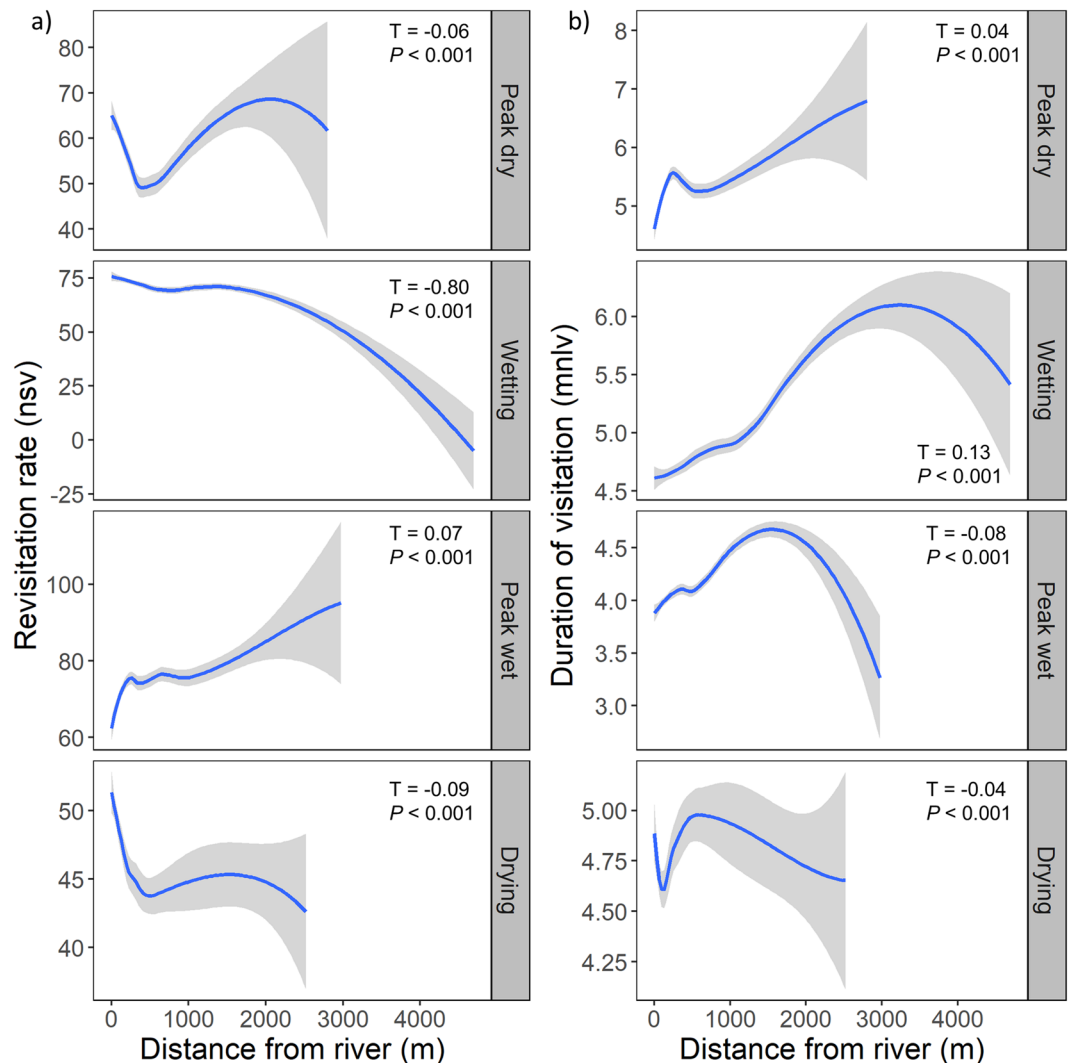 a)
Revisitation rate (nsv)
80
70
60
50
40
T = -0.06
P < 0.001
Peak dry
75
50
25
0
-25
T = -0.80
P < 0.001
Wetting
100
80
60
T = 0.07
P < 0.001
Peak wet
50
45
40
T = -0.09
P < 0.001
Drying
0 1000 2000 3000 4000
Distance from river (m)
b)
Duration of visitation (mnlv)
8
7
6
5
T = 0.04
P < 0.001
Peak dry
6.0
5.5
5.0
4.5
T = 0.13
P < 0.001
Wetting
4.5
4.0
3.5
3.0
T = -0.08
P < 0.001
Peak wet
5.00
4.75
4.50
4.25
T = -0.04
P < 0.001
Drying
0 1000 2000 3000 4000
Distance from river (m)